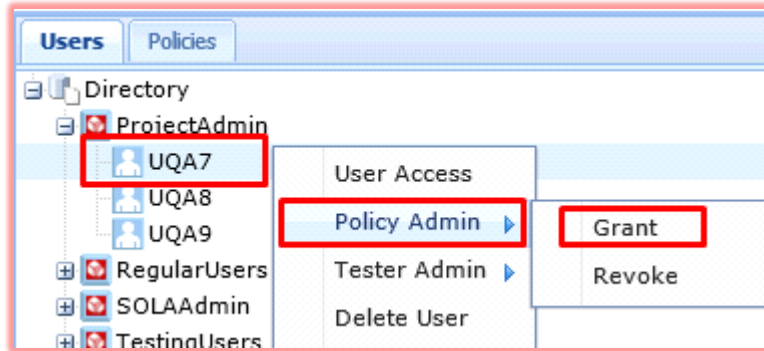 Users Policies
Directory
ProjectAdmin
UQA7
UQA8
UQA9
RegularUsers
SOLAAdmin
TestingUsers
User Access
Policy Admin
Tester Admin
Delete User
Grant
Revoke